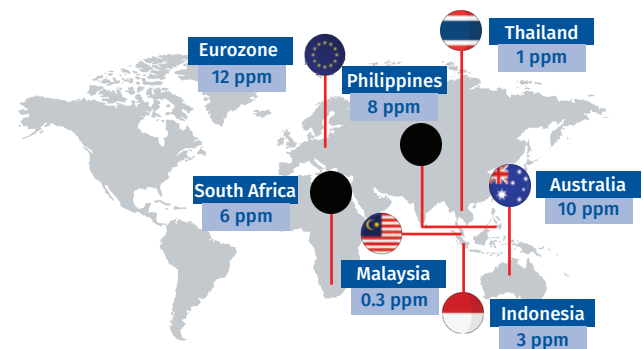 Thailand
1 ppm
Eurozone
12 ppm
Philippines
8 ppm
South Africa
6 ppm
Australia
10 ppm
Malaysia
0.3 ppm
Indonesia
3 ppm